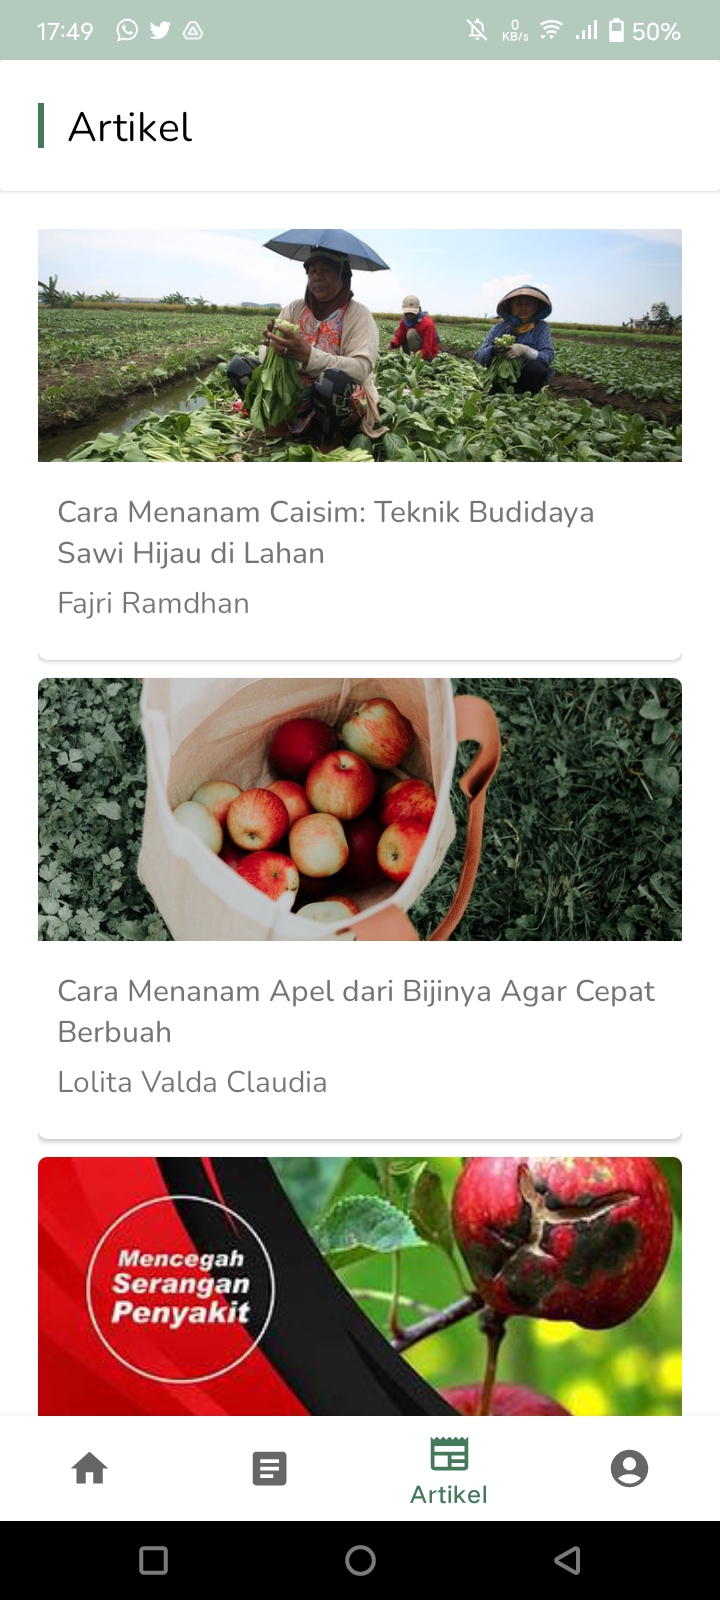 17:49
0
KB/s
50%
Artikel
Cara Menanam Caisim: Teknik Budidaya
Sawi Hijau di Lahan
Fajri Ramdhan
Cara Menanam Apel dari Bijinya Agar Cepat
Berbuah
Lolita Valda Claudia
Mencegah
Serangan
Penyakit
Artikel